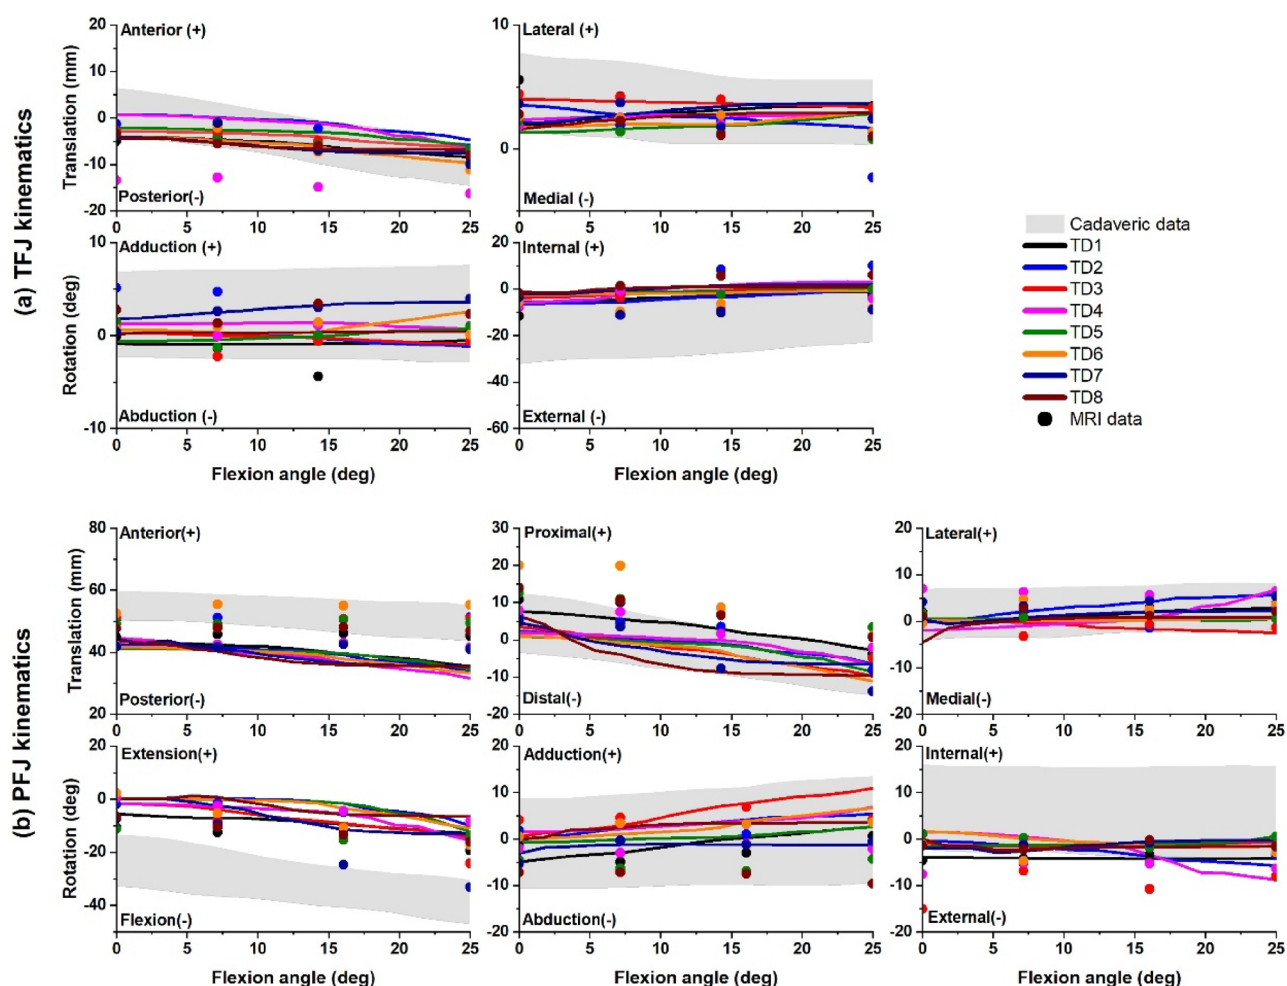 (a) TFJ kinematics
Translation (mm)
20
10
0
-10
-20
Anterior (+)
Posterior(-)
0 5 10 15 20 25
10
0
Lateral (+)
Medial (-)
0 5 10 15 20 25
Rotation (deg)
10
0
-10
Adduction (+)
Abduction (-)
0 5 10 15 20 25
Flexion angle (deg)
20
0
-20
-40
-60
Internal (+)
External (-)
0 5 10 15 20 25
Flexion angle (deg)
Cadaveric data
TD1
TD2
TD3
TD4
TD5
TD6
TD7
TD8
MRI data
(b) PFJ kinematics
Translation (mm)
80
60
40
20
Anterior(+)
Posterior(-)
0 5 10 15 20 25
30
20
10
0
-10
-20
Proximal(+)
Distal(-)
0 5 10 15 20 25
20
10
0
-10
-20
Lateral(+)
Medial(-)
0 5 10 15 20 25
Rotation (deg)
20
0
-20
-40
Extension(+)
Flexion(-)
0 5 10 15 20 25
Flexion angle (deg)
20
10
0
-10
-20
Adduction(+)
Abduction(-)
0 5 10 15 20 25
Flexion angle (deg)
20
10
0
-10
-20
Internal(+)
External(-)
0 5 10 15 20 25
Flexion angle (deg)